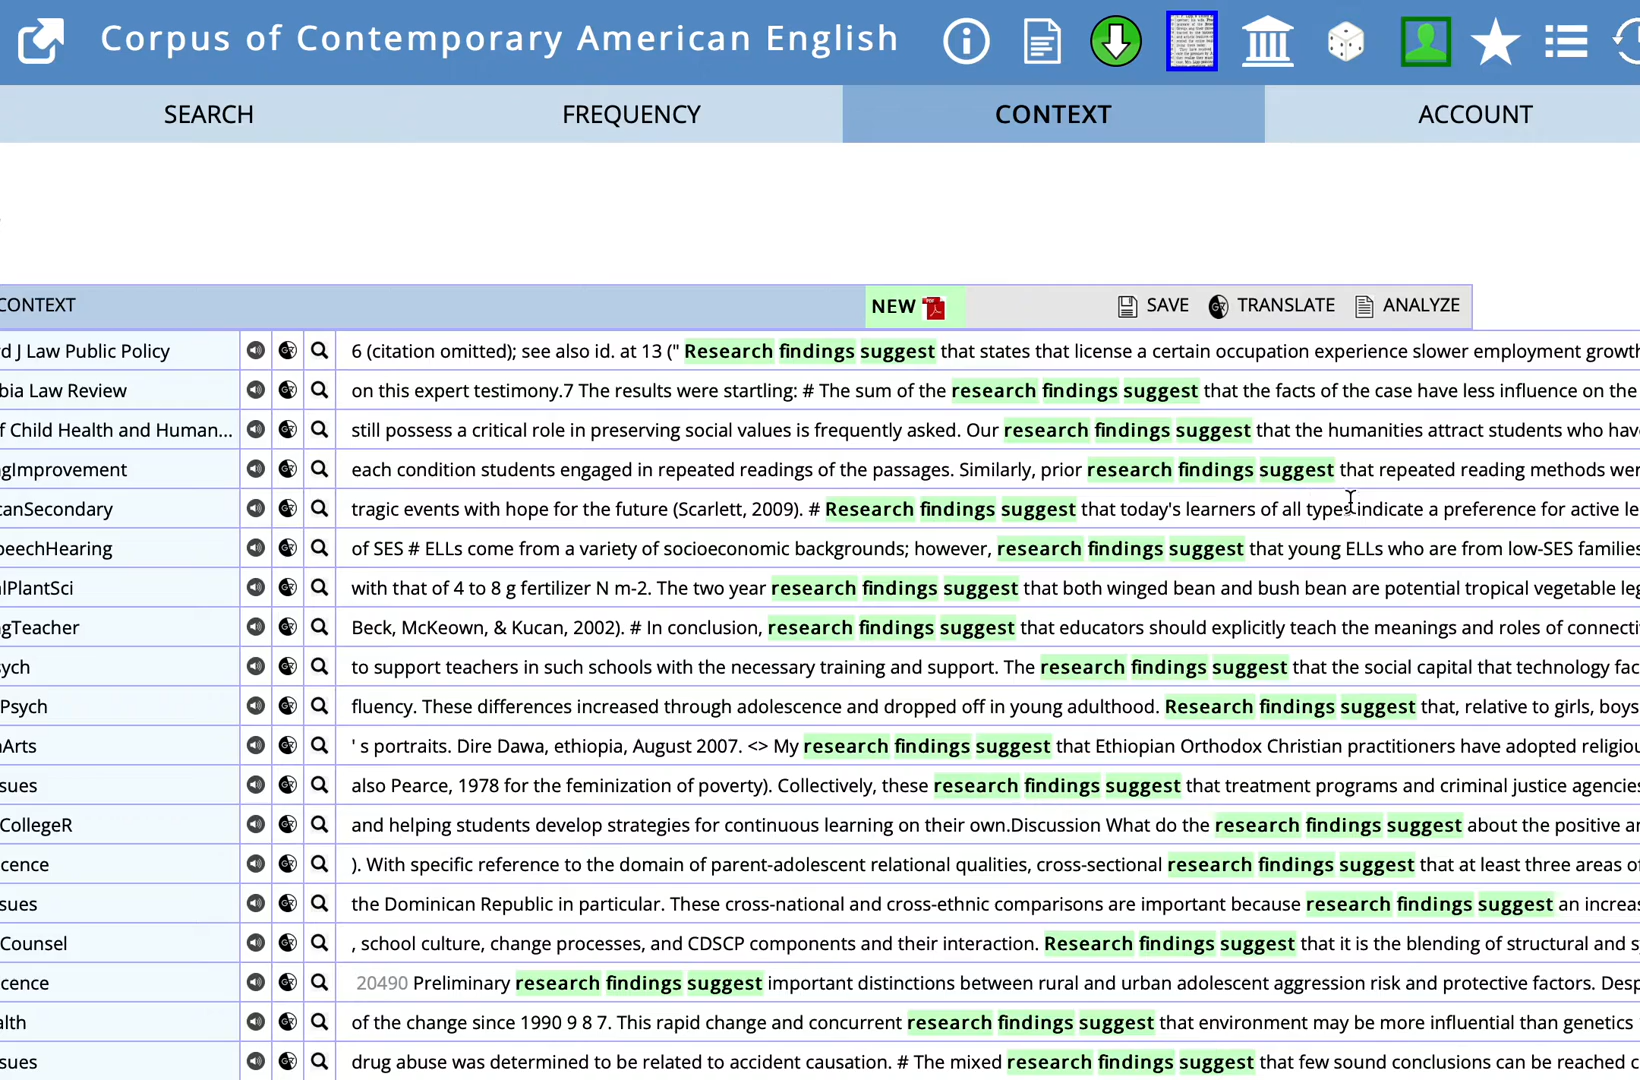 Corpus of Contemporary American English
SEARCH FREQUENCY CONTEXT ACCOUNT
CONTEXT NEW SAVE TRANSLATE ANALYZE
d J Law Public Policy 6 (citation omitted); see also id. at 13 (" Research findings suggest that states that license a certain occupation experience slower employment growth
bia Law Review on this expert testimony.7 The results were startling: # The sum of the research findings suggest that the facts of the case have less influence on the
f Child Health and Human... still possess a critical role in preserving social values is frequently asked. Our research findings suggest that the humanities attract students who hav
gImprovement each condition students engaged in repeated readings of the passages. Similarly, prior research findings suggest that repeated reading methods wer
canSecondary tragic events with hope for the future (Scarlett, 2009). # Research findings suggest that today's learners of all types indicate a preference for active le
peechHearing of SES # ELLs come from a variety of socioeconomic backgrounds; however, research findings suggest that young ELLs who are from low-SES families
lPlantSci with that of 4 to 8 g fertilizer N m-2. The two year research findings suggest that both winged bean and bush bean are potential tropical vegetable leg
gTeacher Beck, McKeown, & Kucan, 2002). # In conclusion, research findings suggest that educators should explicitly teach the meanings and roles of connecti
sych to support teachers in such schools with the necessary training and support. The research findings suggest that the social capital that technology fac
Psych fluency. These differences increased through adolescence and dropped off in young adulthood. Research findings suggest that, relative to girls, boys
Arts ' s portraits. Dire Dawa, ethiopia, August 2007. <> My research findings suggest that Ethiopian Orthodox Christian practitioners have adopted religiou
sues also Pearce, 1978 for the feminization of poverty). Collectively, these research findings suggest that treatment programs and criminal justice agencies
CollegeR and helping students develop strategies for continuous learning on their own.Discussion What do the research findings suggest about the positive a
cence ). With specific reference to the domain of parent-adolescent relational qualities, cross-sectional research findings suggest that at least three areas o
sues the Dominican Republic in particular. These cross-national and cross-ethnic comparisons are important because research findings suggest an increas
Counsel , school culture, change processes, and CDSCP components and their interaction. Research findings suggest that it is the blending of structural and s
cence 20490 Preliminary research findings suggest important distinctions between rural and urban adolescent aggression risk and protective factors. Desp
alth of the change since 1990 9 8 7. This rapid change and concurrent research findings suggest that environment may be more influential than genetics
sues drug abuse was determined to be related to accident causation. # The mixed research findings suggest that few sound conclusions can be reached c